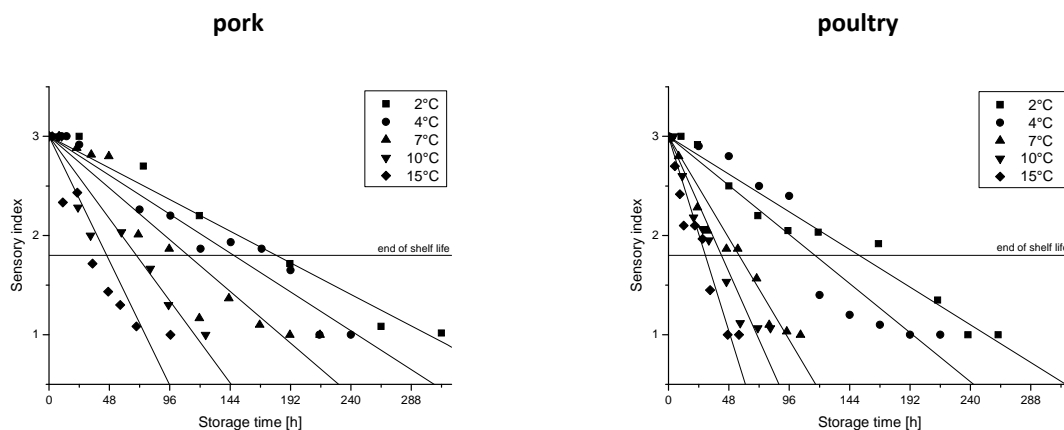 pork
poultry
2°C
4°C
7°C
10°C
15°C
3
2
1
Sensory index
end of shelf life
0 48 96 144 192 240 288
Storage time [h]
2°C
4°C
7°C
10°C
15°C
3
2
1
Sensory index
end of shelf life
0 48 96 144 192 240 288
Storage time [h]